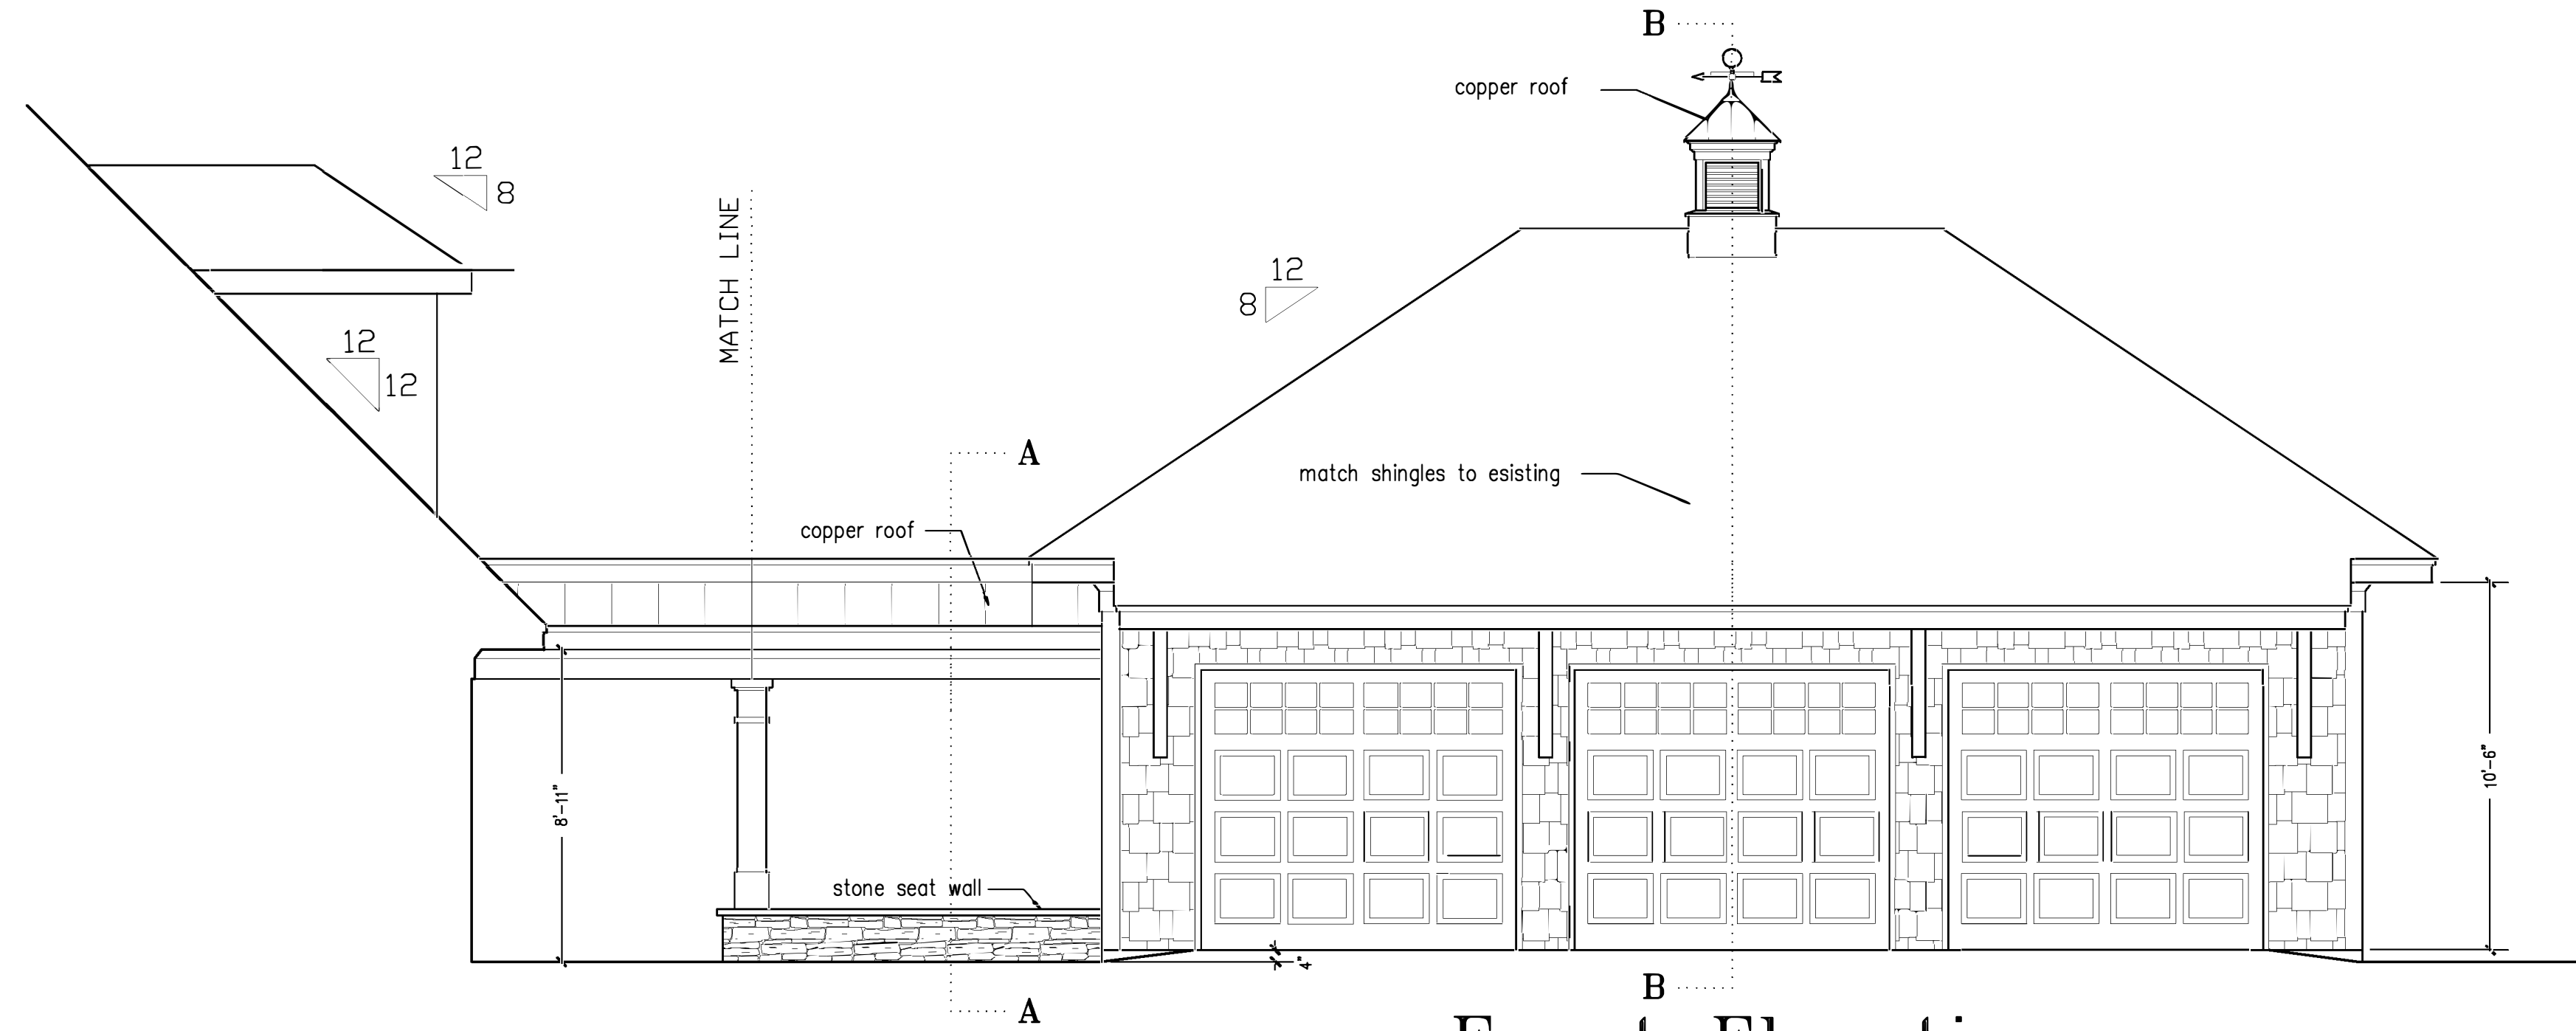 B
copper roof
12
8
MATCH LINE
12
8
12
12
A
match shingles to esisting
copper roof
10'-6"
8'-11"
stone seat wall
4"
B
A